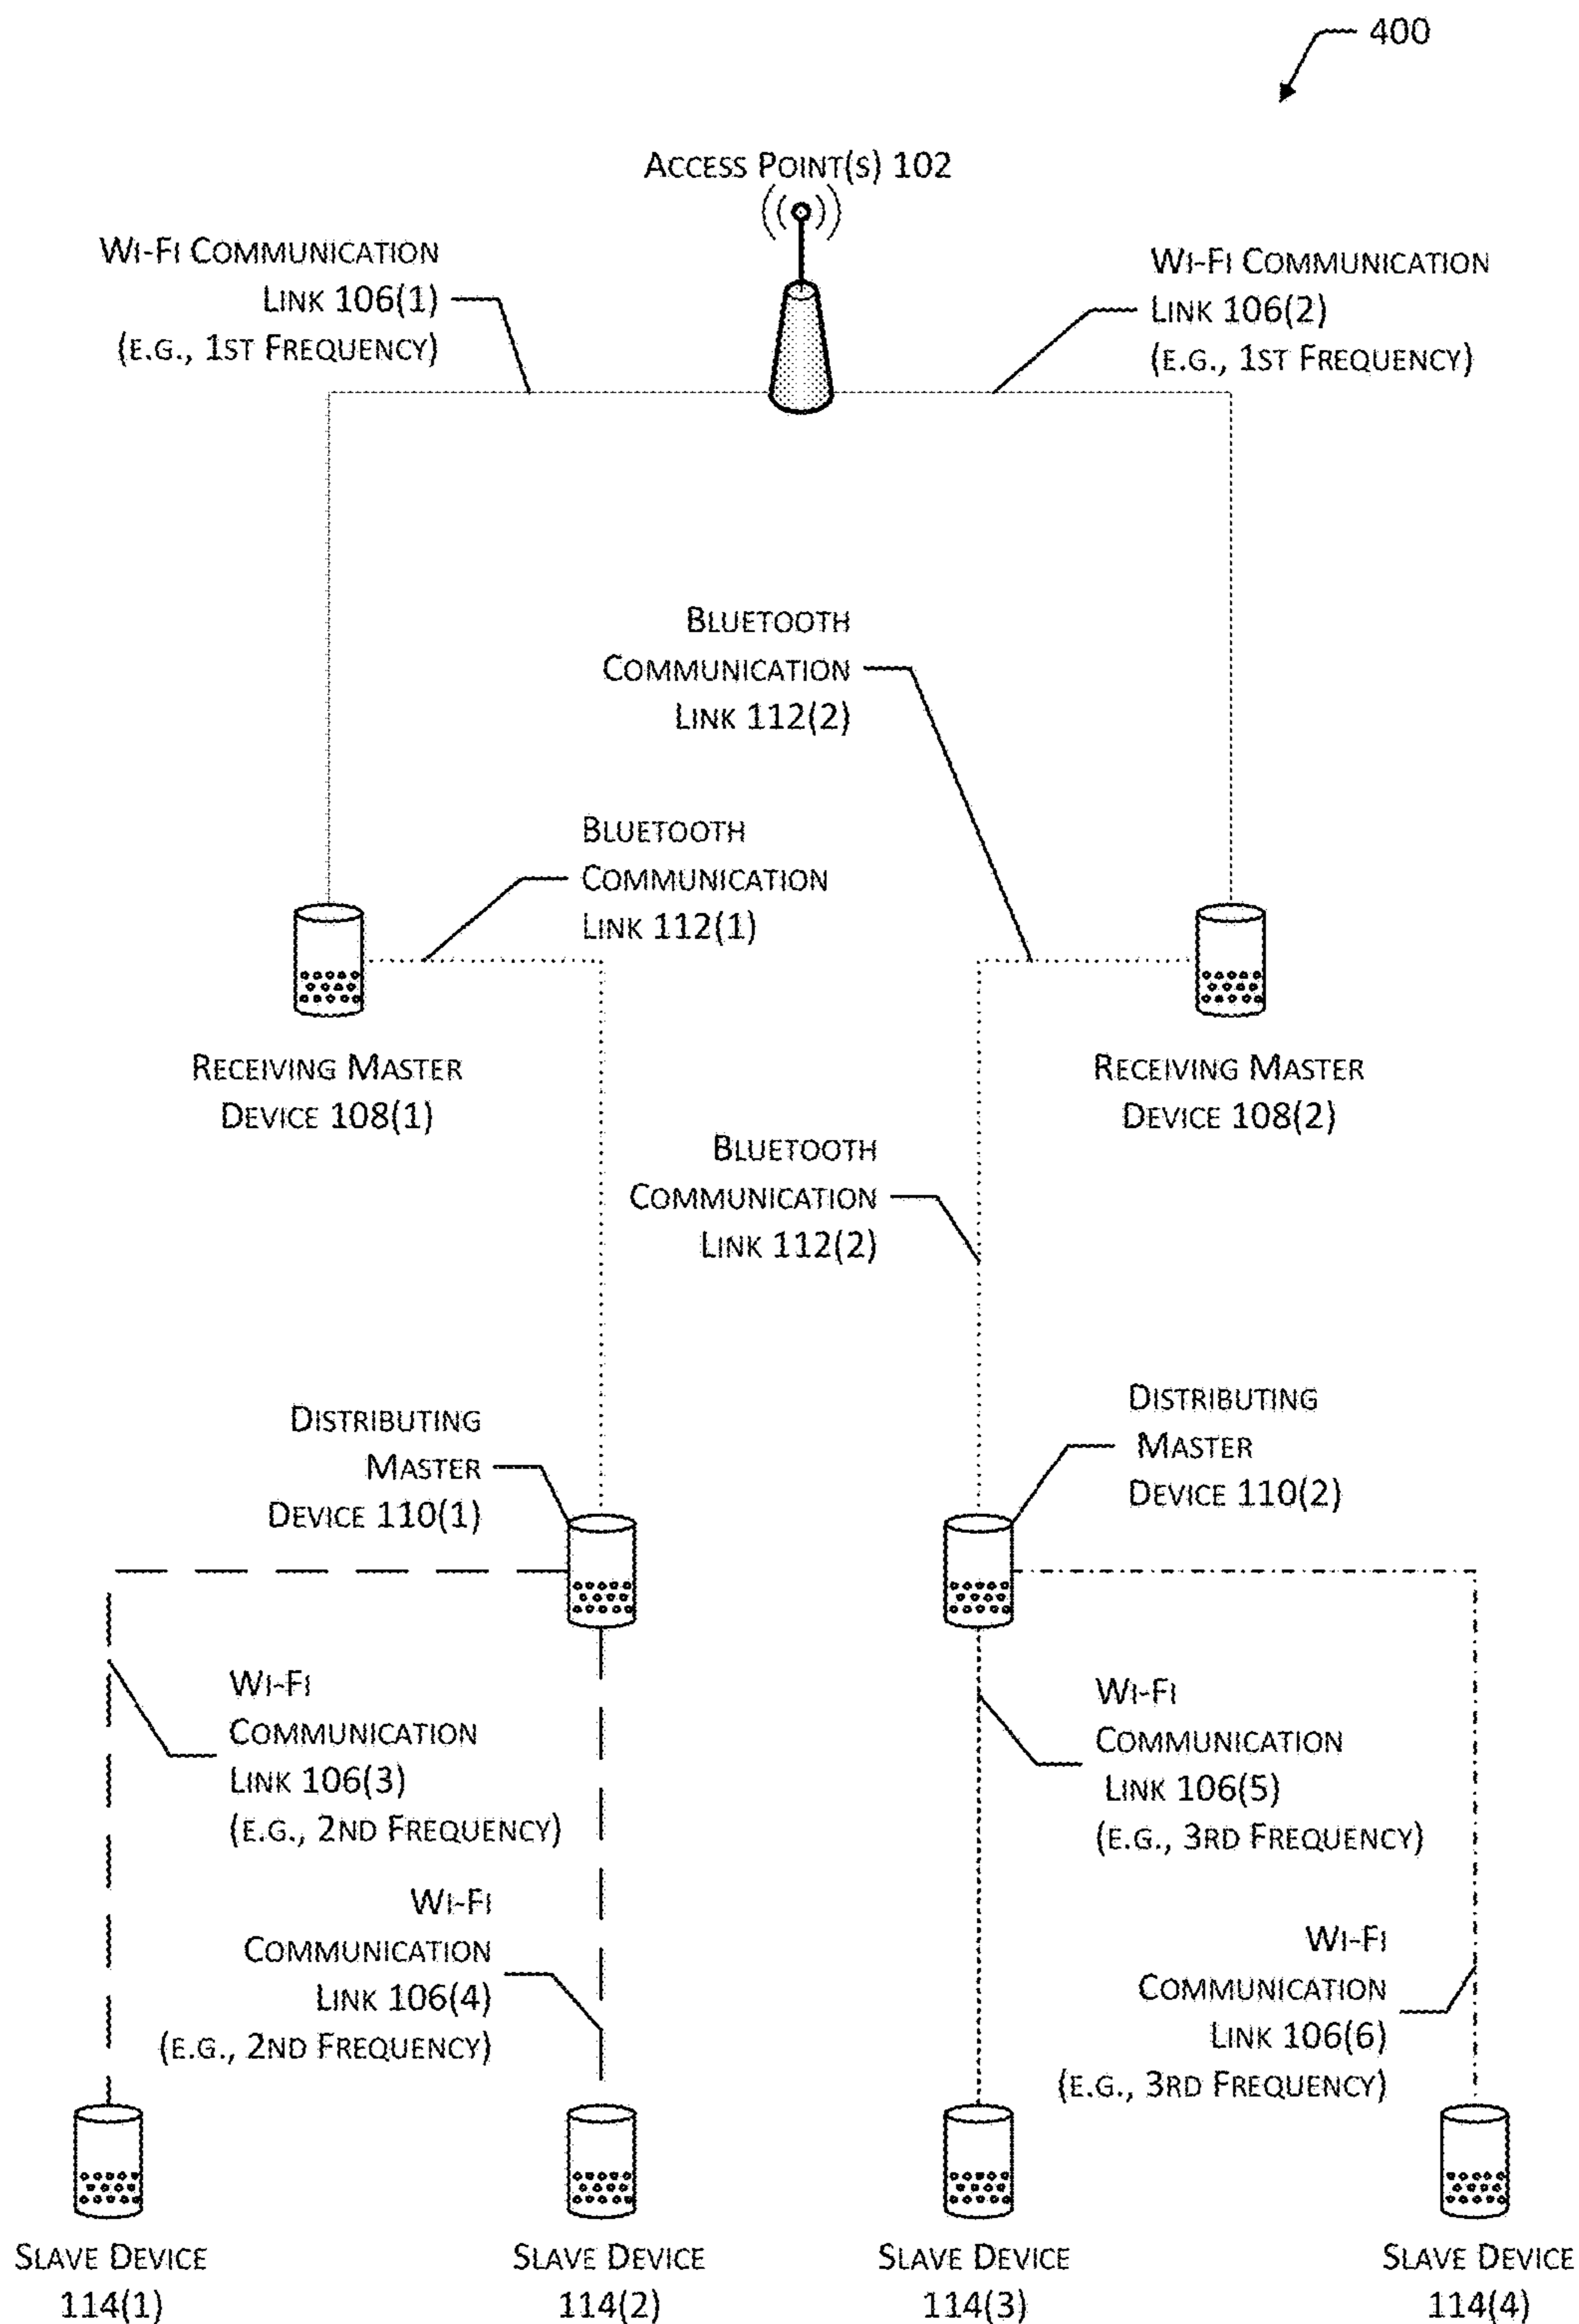 400
Access Point(s) 102
Wi-Fi Communication
Link 106(1)
(e.g., 1st Frequency)
Wi-Fi Communication
Link 106(2)
(e.g., 1st Frequency)
Bluetooth
Communication
Link 112(2)
Bluetooth
Communication
Link 112(1)
Receiving Master
Device 108(1)
Receiving Master
Device 108(2)
Bluetooth
Communication
Link 112(2)
Distributing
Master
Device 110(1)
Distributing
Master
Device 110(2)
Wi-Fi
Communication
Link 106(3)
(e.g., 2nd Frequency)
Wi-Fi
Communication
Link 106(5)
(e.g., 3rd Frequency)
Wi-Fi
Communication
Link 106(4)
(e.g., 2nd Frequency)
Wi-Fi
Communication
Link 106(6)
(e.g., 3rd Frequency)
Slave Device
114(1)
Slave Device
114(2)
Slave Device
114(3)
Slave Device
114(4)